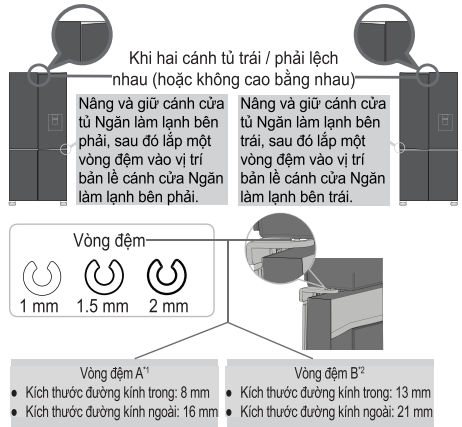 Khi hai cánh tủ trái / phải lệch
nhau (hoặc không cao bằng nhau)
Nâng và giữ cánh cửa
tủ Ngăn làm lạnh bên
phải, sau đó lắp một
vòng đệm vào vị trí
bản lề cánh cửa Ngăn
làm lạnh bên phải.
Nâng và giữ cánh cửa
tủ Ngăn làm lạnh bên
trái, sau đó lắp một
vòng đệm vào vị trí
bản lề cánh cửa Ngăn
làm lạnh bên trái.
Vòng đệm
1 mm 1.5 mm 2 mm
Vòng đệm A*1
● Kích thước đường kính trong: 8 mm
● Kích thước đường kính ngoài: 16 mm
Vòng đệm B*2
● Kích thước đường kính trong: 13 mm
● Kích thước đường kính ngoài: 21 mm